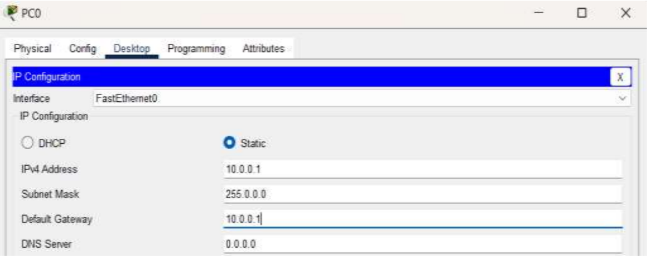 PC0
Physical Config Desktop Programming Attributes
IP Configuration X
Interface FastEthernet0
IP Configuration
DHCP Static
IPv4 Address 10.0.0.1
Subnet Mask 255.0.0.0
Default Gateway 10.0.0.1
DNS Server 0.0.0.0